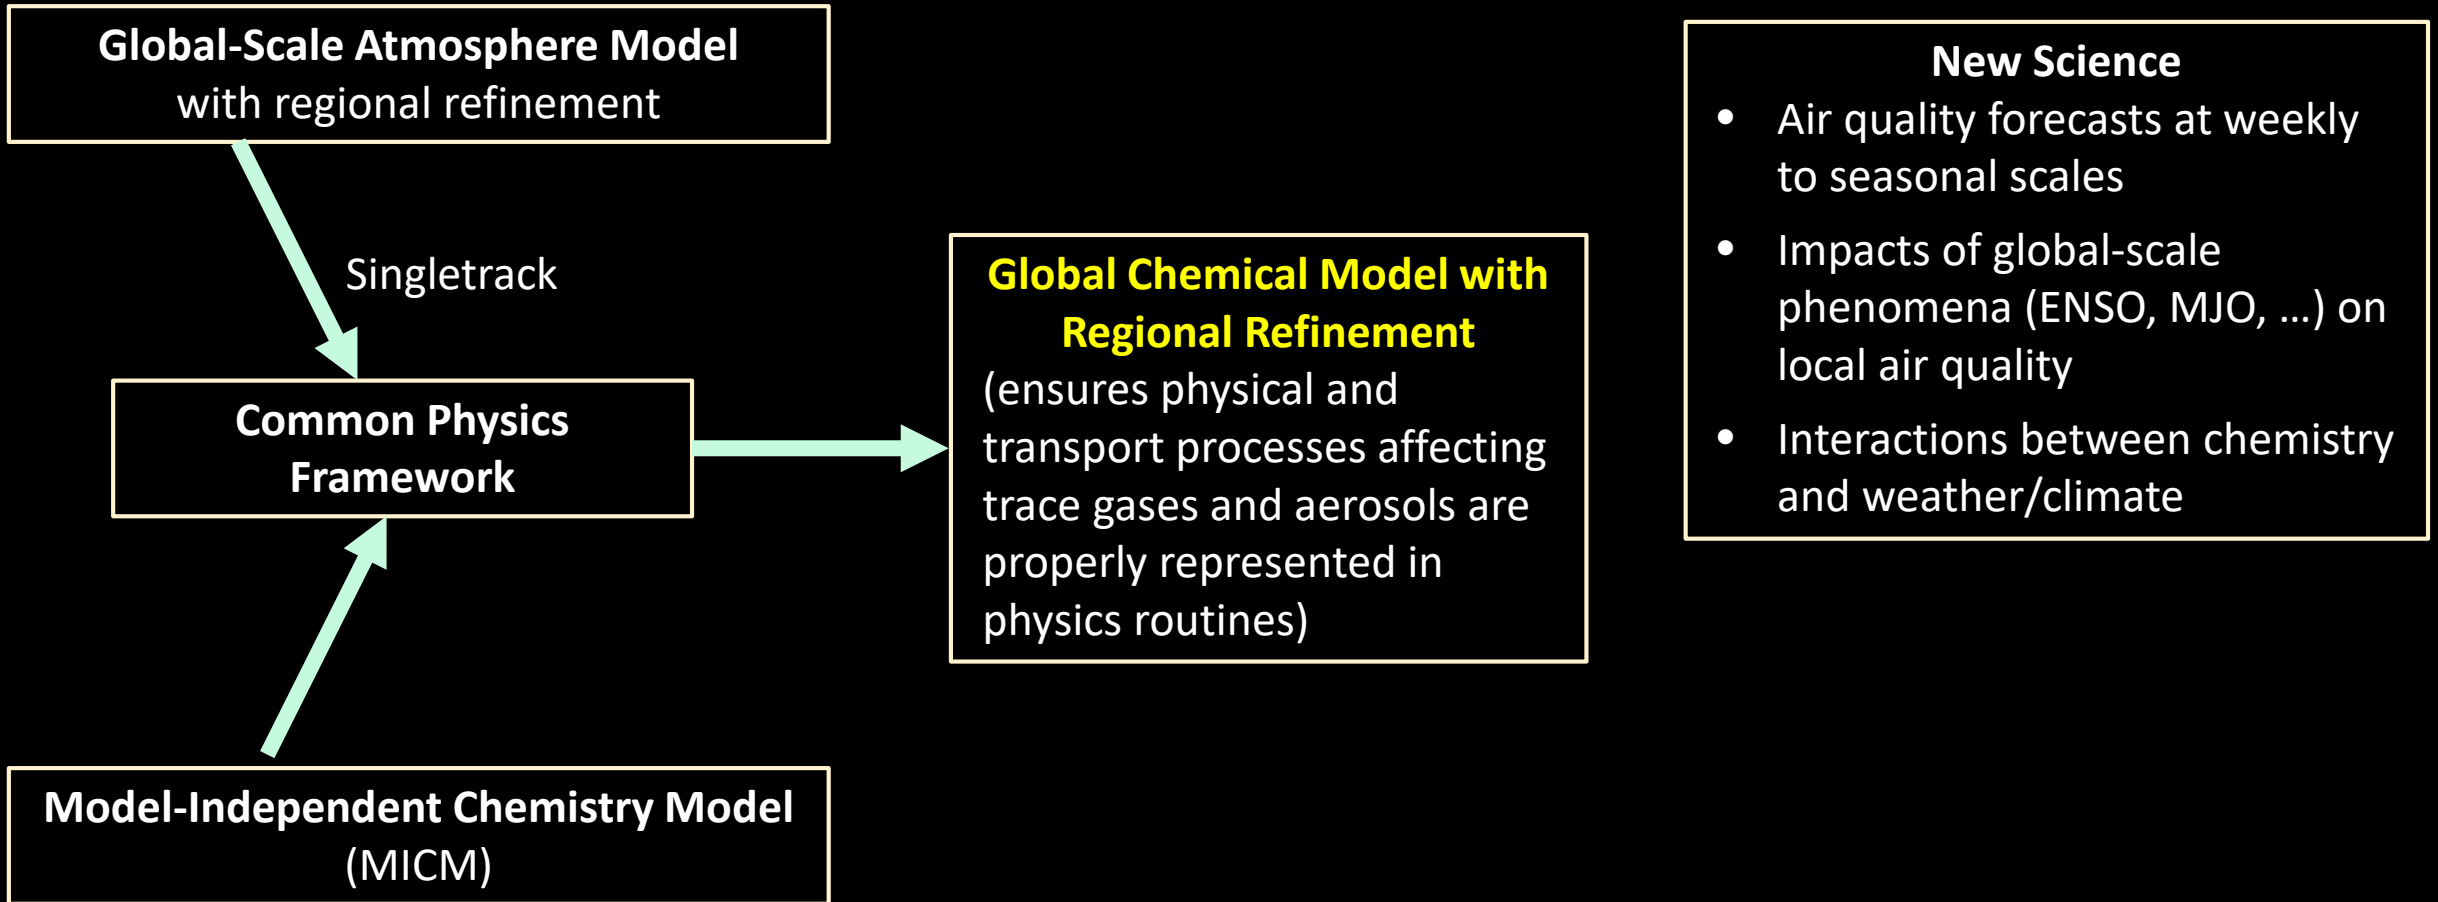 Global-Scale Atmosphere Model
with regional refinement
Singletrack
Common Physics
Framework
Model-Independent Chemistry Model
(MICM)
Global Chemical Model with
Regional Refinement
(ensures physical and
transport processes affecting
trace gases and aerosols are
properly represented in
physics routines)
New Science
• Air quality forecasts at weekly
to seasonal scales
• Impacts of global-scale
phenomena (ENSO, MJO, …) on
local air quality
• Interactions between chemistry
and weather/climate